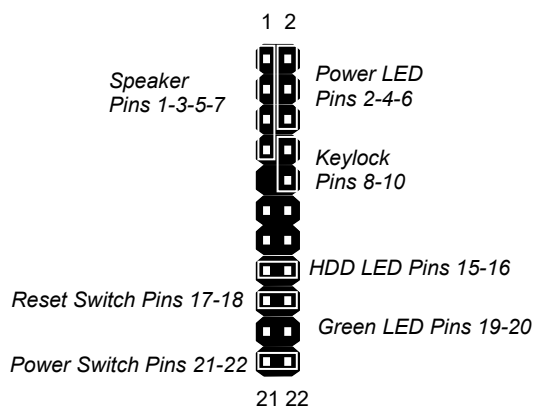 1 2
Speaker
Pins 1-3-5-7
Power LED
Pins 2-4-6
Keylock
Pins 8-10
HDD LED Pins 15-16
Reset Switch Pins 17-18
Green LED Pins 19-20
Power Switch Pins 21-22
21 22